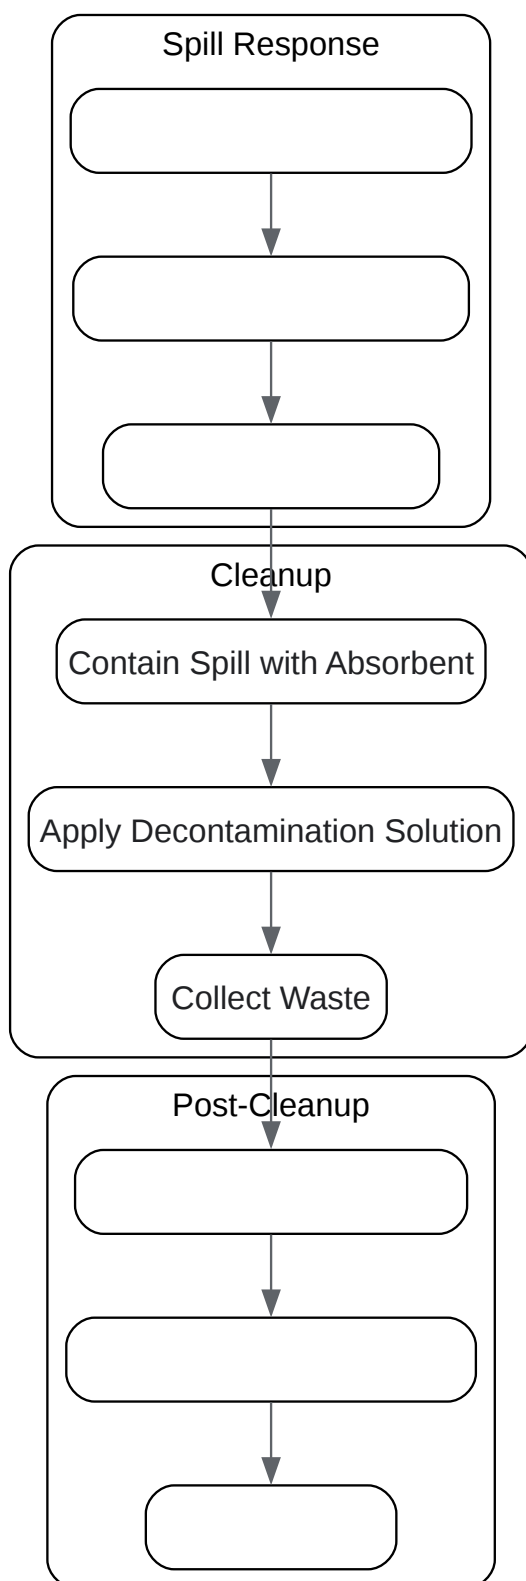 Spill Response
Cleanup
Contain Spill with Absorbent
Apply Decontamination Solution
Collect Waste
Post-Cleanup